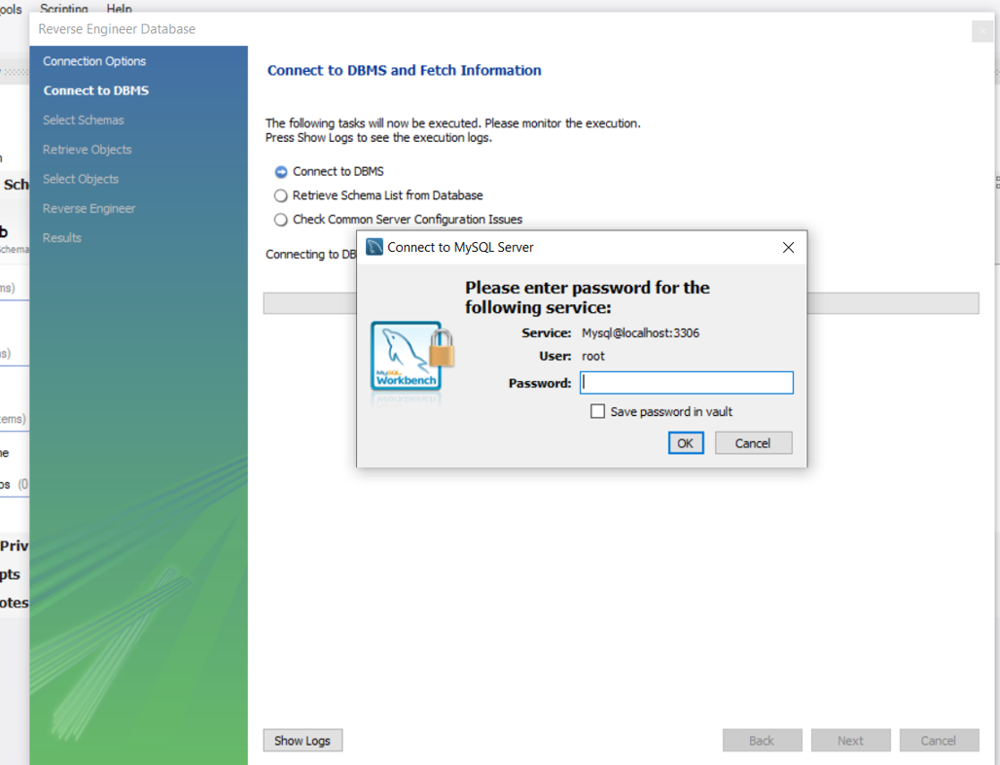 ools Scripting Help
Reverse Engineer Database
Connection Options
Connect to DBMS
Select Schemas
Retrieve Objects
Select Objects
Reverse Engineer
Results
Connect to DBMS and Fetch Information
The following tasks will now be executed. Please monitor the execution.
Press Show Logs to see the execution logs.
Connect to DBMS
Retrieve Schema List from Database
Check Common Server Configuration Issues
Connecting to DB
Connect to MySQL Server
Please enter password for the
following service:
Service: Mysql@localhost:3306
User: root
Password:
Save password in vault
OK Cancel
MySQL
Workbench
Show Logs
Back Next Cancel
Sch
b
chema
ms)
s)
tems)
ne
os (0
Priv
pts
otes